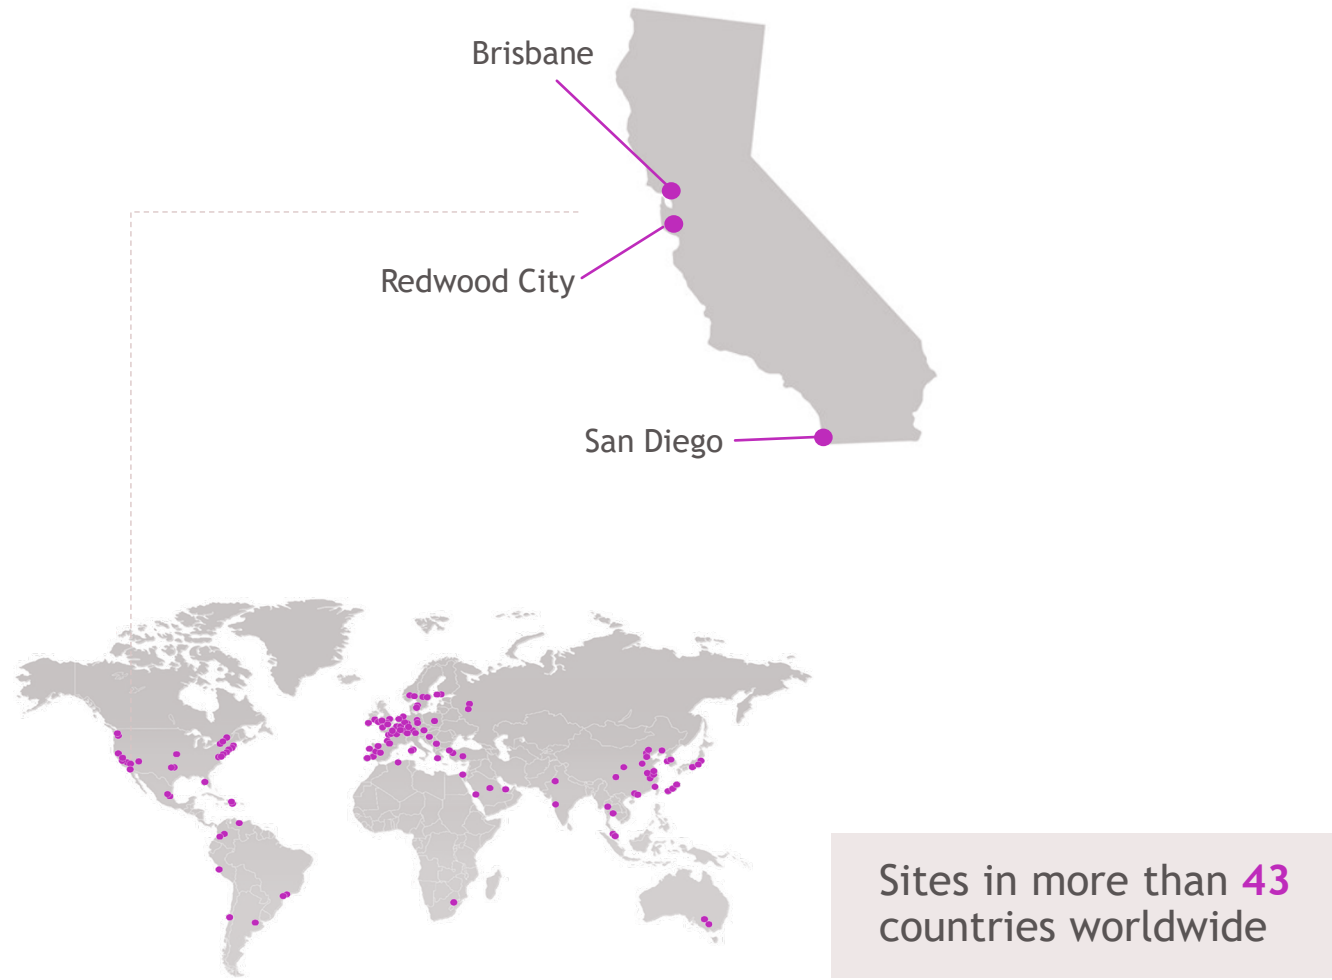 Brisbane
Redwood City
San Diego
Sites in more than 43
countries worldwide